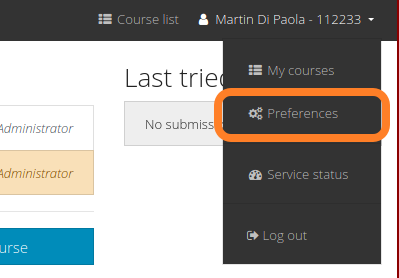 Course list Martin Di Paola - 112233
My courses
Last tried
Preferences
Administrator
No submiss
Administrator
Service status
Log out
urse